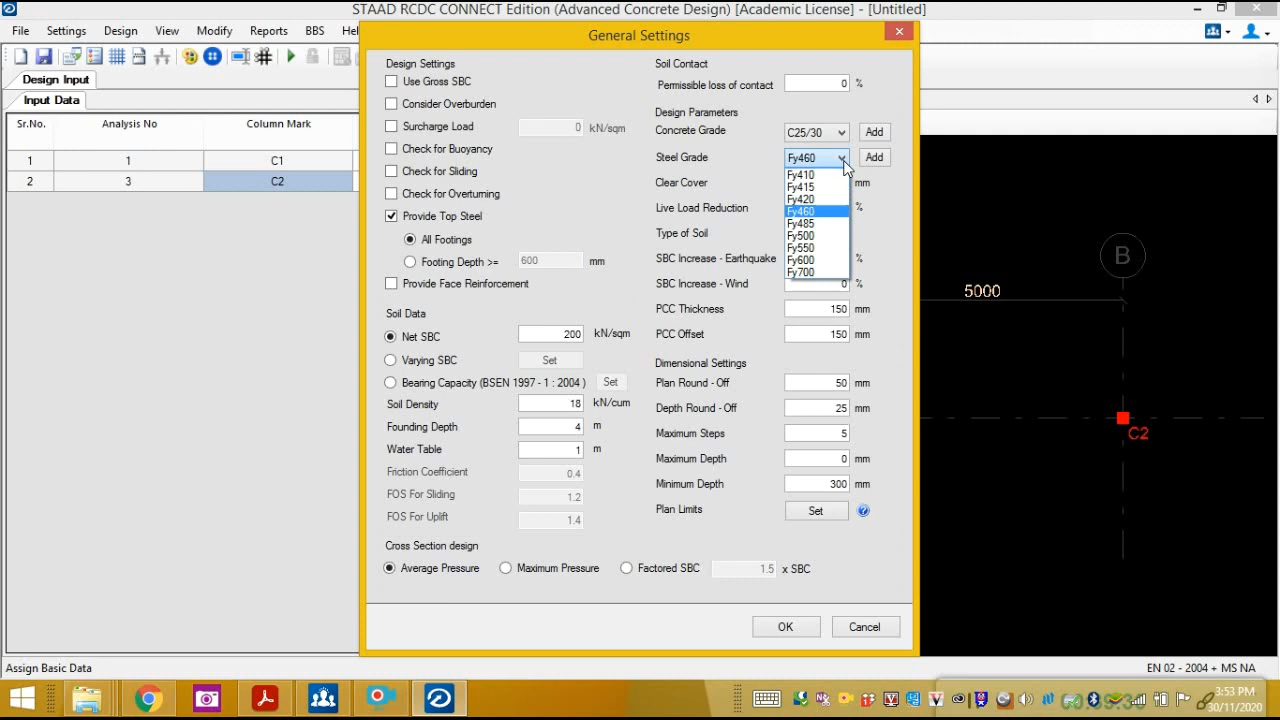 STAAD RCDC CONNECT Edition (Advanced Concrete Design) [Academic License] - [Untitled]
File Settings Design View Modify Reports BBS Hel
Design Input
Input Data
Sr.No. Analysis No Column Mark
1 1 C1
2 3 C2
General Settings
Design Settings
Use Gross SBC
Consider Overburden
Surcharge Load 0 kN/sqm
Check for Buoyancy
Check for Sliding
Check for Overturning
Provide Top Steel
All Footings
Footing Depth >= 600 mm
Provide Face Reinforcement
Soil Data
Net SBC 200 kN/sqm
Varying SBC Set
Bearing Capacity (BSEN 1997 - 1 : 2004 ) Set
Soil Density 18 kN/cum
Founding Depth 4 m
Water Table 1 m
Friction Coefficient 0.4
FOS For Sliding 1.2
FOS For Uplift 1.4
Cross Section design
Average Pressure Maximum Pressure Factored SBC 1.5 x SBC
Soil Contact
Permissible loss of contact 0 %
Design Parameters
Concrete Grade C25/30 Add
Steel Grade Fy460 Add
Fy410
Fy415
Fy420
Fy460
Fy485
Fy500
Fy550
Fy600
Fy700
Clear Cover mm
Live Load Reduction %
Type of Soil
SBC Increase - Earthquake %
SBC Increase - Wind 0 %
PCC Thickness 150 mm
PCC Offset 150 mm
Dimensional Settings
Plan Round - Off 50 mm
Depth Round - Off 25 mm
Maximum Steps 5
Maximum Depth 0 mm
Minimum Depth 300 mm
Plan Limits Set ?
OK Cancel
B
5000
C2
Assign Basic Data
EN 02 - 2004 + MS NA
3:53 PM
30/11/2020